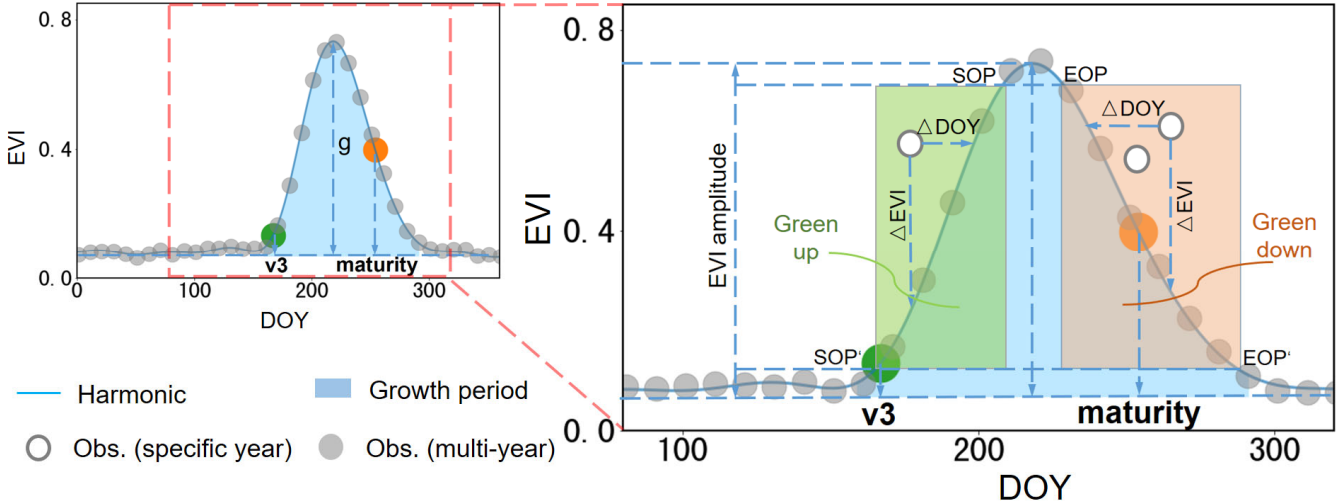 0. 8
0. 4
0. 0
EVI
g
v3
maturity
0
100
200
300
DOY
Harmonic
Growth period
Obs. (specific year)
Obs. (multi-year)
0. 8
0. 4
0. 0
EVI
EVI amplitude
SOP
EOP
△DOY
△DOY
△EVI
△EVI
Green
up
Green
down
SOP‘
EOP‘
v3
maturity
100
200
300
DOY